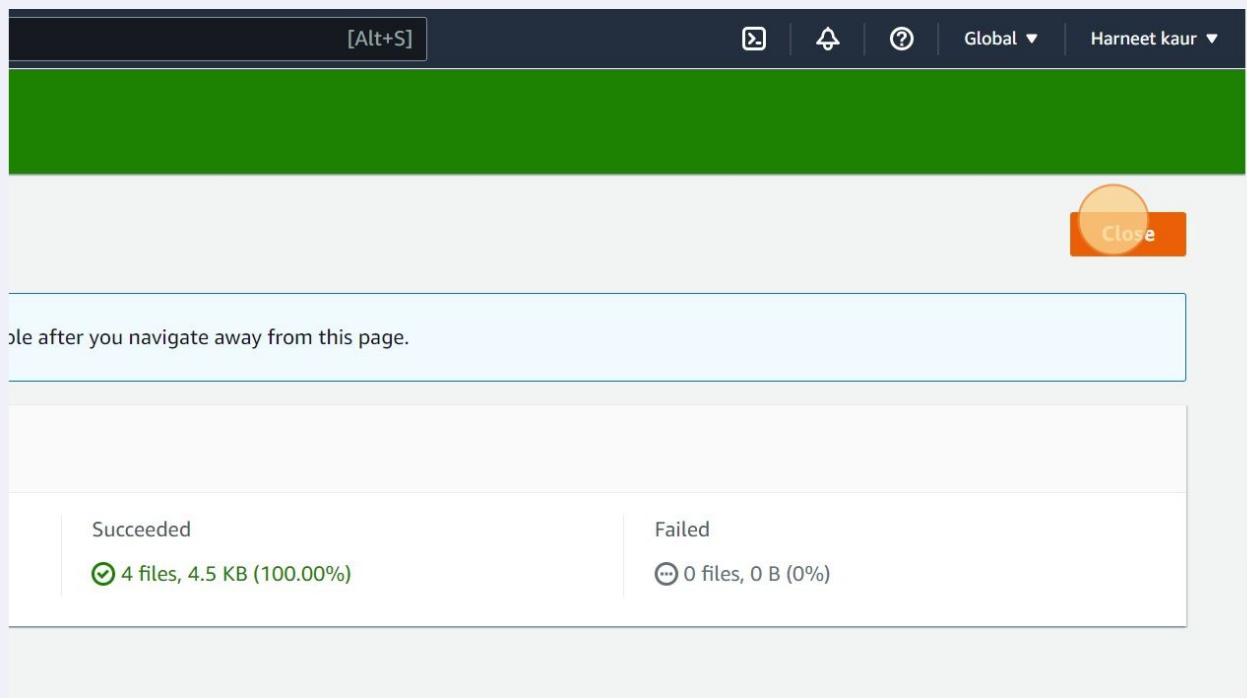 [Alt+S]
Global
Harneet kaur
Close
after you navigate away from this page.
Succeeded
Failed
4 files, 4.5 KB (100.00%)
0 files, 0 B (0%)